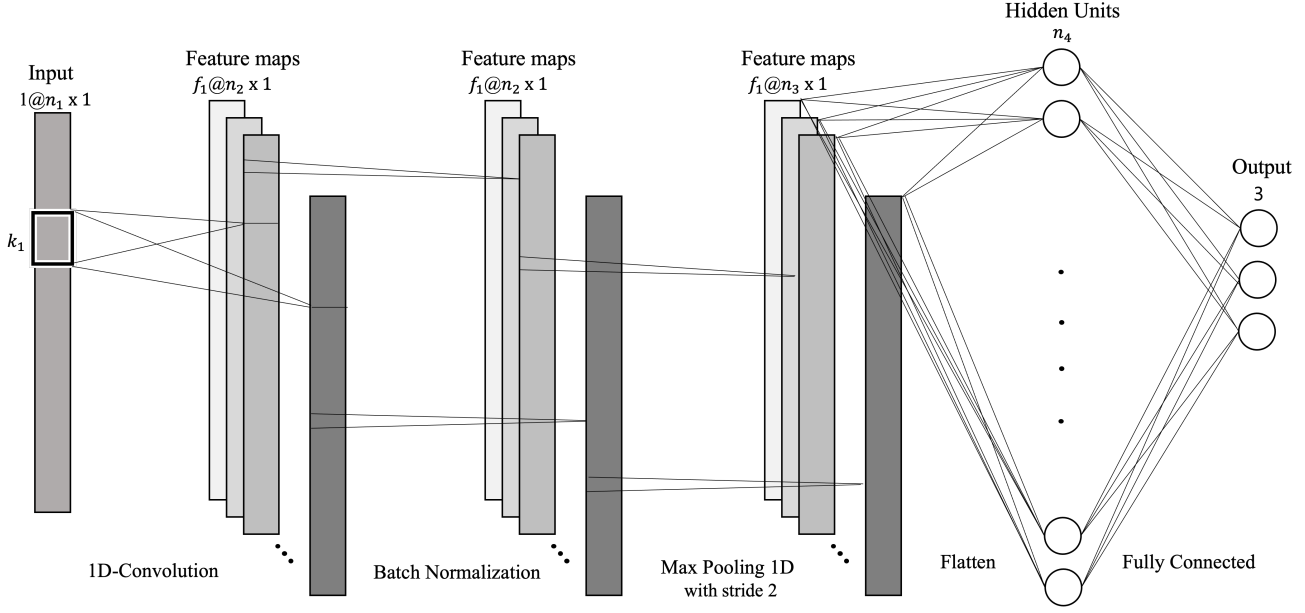 Input
1@n₁ x 1
k₁
Feature maps
f₁@n₂ x 1
Feature maps
f₁@n₂ x 1
Feature maps
f₁@n₃ x 1
Hidden Units
n₄
Output
3
1D-Convolution
Batch Normalization
Max Pooling 1D
with stride 2
Flatten
Fully Connected